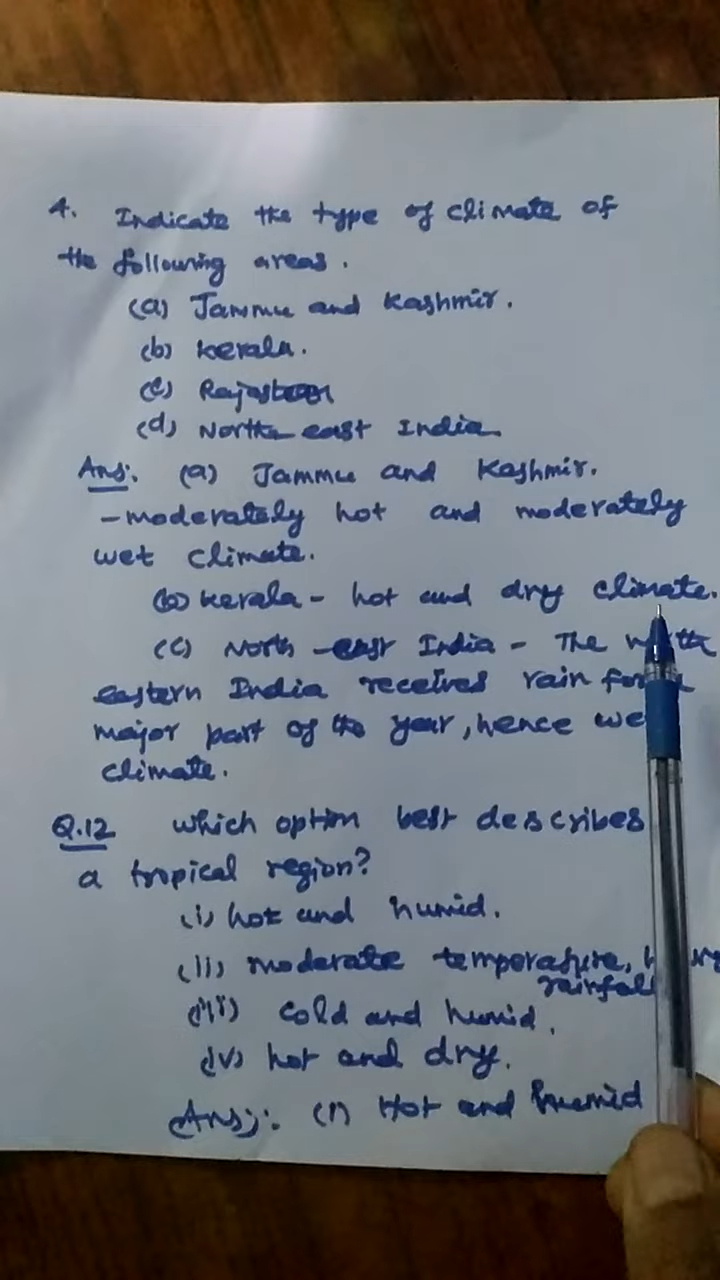 4. Indicate the type of climate of
the following areas.
(a) Jammu and Kashmir.
(b) Kerala.
(c) Rajasthan
(d) North east India
Ans: (a) Jammu and Kashmir.
- moderately hot and moderately
wet climate.
(b) Kerala - hot and dry climate.
(c) North - east India - The
eastern India receives rain for
major part of the year, hence
climate.
Q.12 which option best describes
a tropical region?
(i) hot and humid.
(ii) moderate temperature,
rainfall
(iii) cold and humid.
(iv) hot and dry.
Ans: (i) Hot and humid